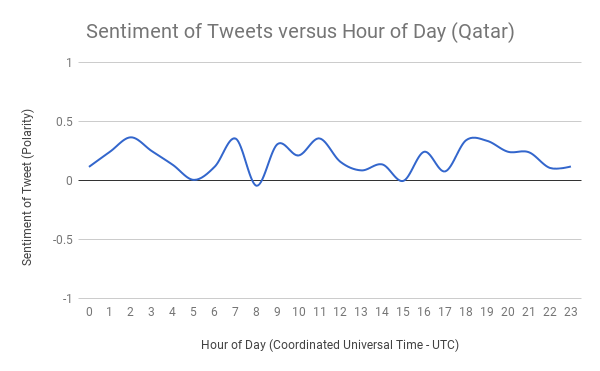 Sentiment of Tweets versus Hour of Day (Qatar)
Sentiment of Tweet (Polarity)
1
0.5
0
-0.5
-1
0 1 2 3 4 5 6 7 8 9 10 11 12 13 14 15 16 17 18 19 20 21 22 23
Hour of Day (Coordinated Universal Time - UTC)